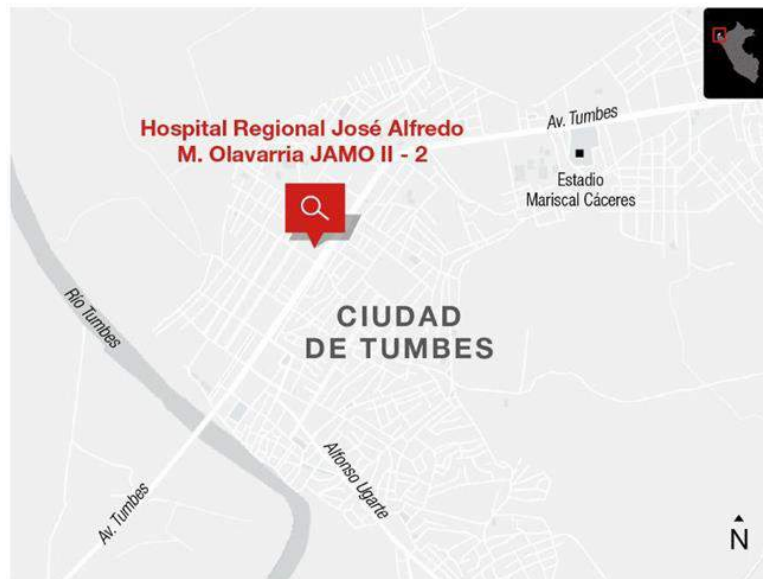 Hospital Regional José Alfredo
M. Olavarria JAMO II - 2
Av. Tumbes
Estadio
Mariscal Cáceres
Río Tumbes
CIUDAD
DE TUMBES
Alfonso Ugarte
Av. Tumbes
N